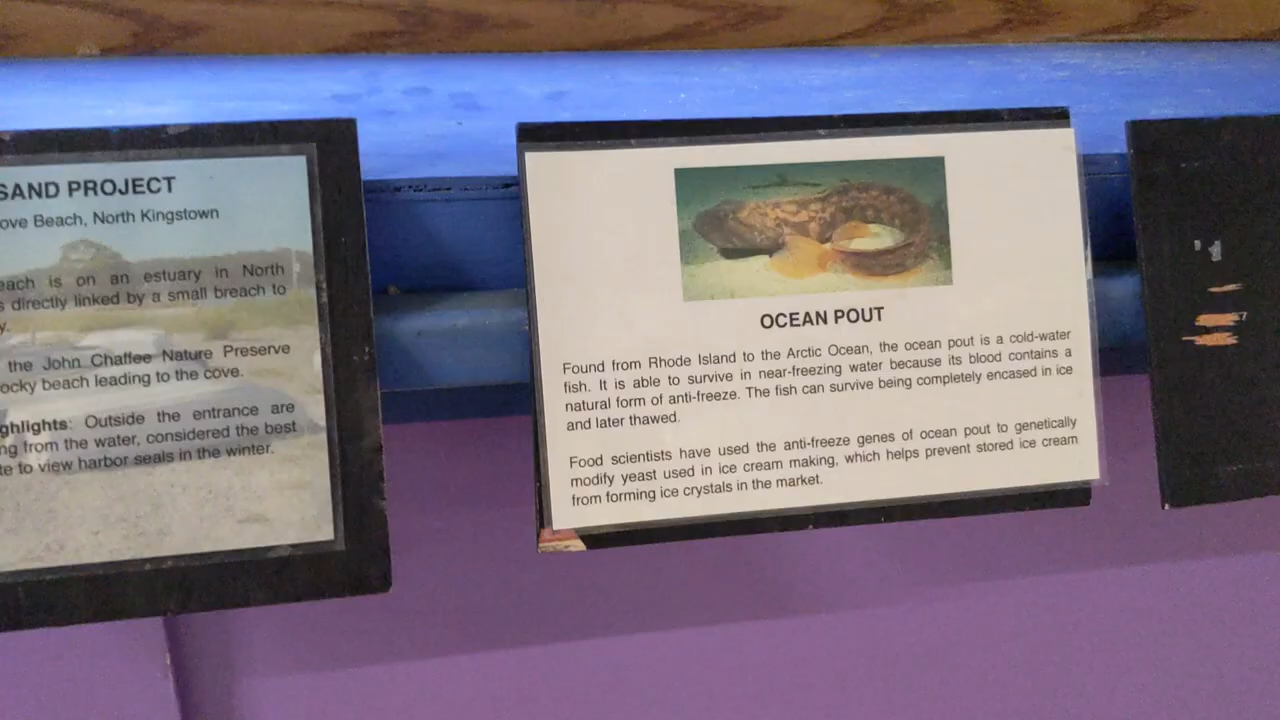 SAND PROJECT
ove Beach, North Kingstown
each is on an estuary in North
s directly linked by a small breach to
y.
the John Chaffee Nature Preserve
ocky beach leading to the cove.
ghlights: Outside the entrance are
ng from the water, considered the best
te to view harbor seals in the winter.
OCEAN POUT
Found from Rhode Island to the Arctic Ocean, the ocean pout is a cold-water
fish. It is able to survive in near-freezing water because its blood contains a
natural form of anti-freeze. The fish can survive being completely encased in ice
and later thawed.
Food scientists have used the anti-freeze genes of ocean pout to genetically
modify yeast used in ice cream making, which helps prevent stored ice cream
from forming ice crystals in the market.